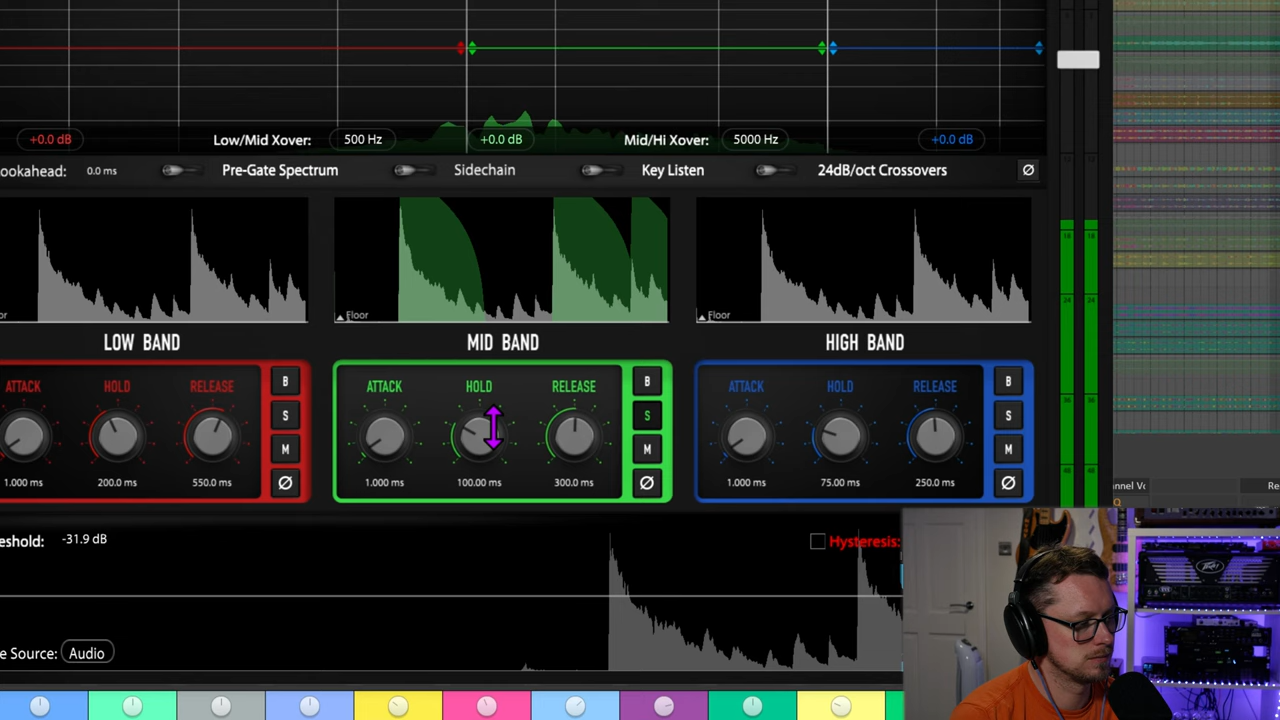 +0.0 dB Low/Mid Xover: 500 Hz +0.0 dB Mid/Hi Xover: 5000 Hz +0.0 dB
ookahead: 0.0 ms Pre-Gate Spectrum Sidechain Key Listen 24dB/oct Crossovers Ø
oor Floor Floor
LOW BAND MID BAND HIGH BAND
ATTACK HOLD RELEASE B ATTACK HOLD RELEASE B ATTACK HOLD RELEASE B
S S S
M M M
1.000 ms 200.0 ms 550.0 ms Ø 1.000 ms 100.00 ms 300.0 ms Ø 1.000 ms 75.00 ms 250.0 ms Ø
nnel Vo Re
eshold: -31.9 dB Hysteresis:
PEAVEY
e Source: Audio